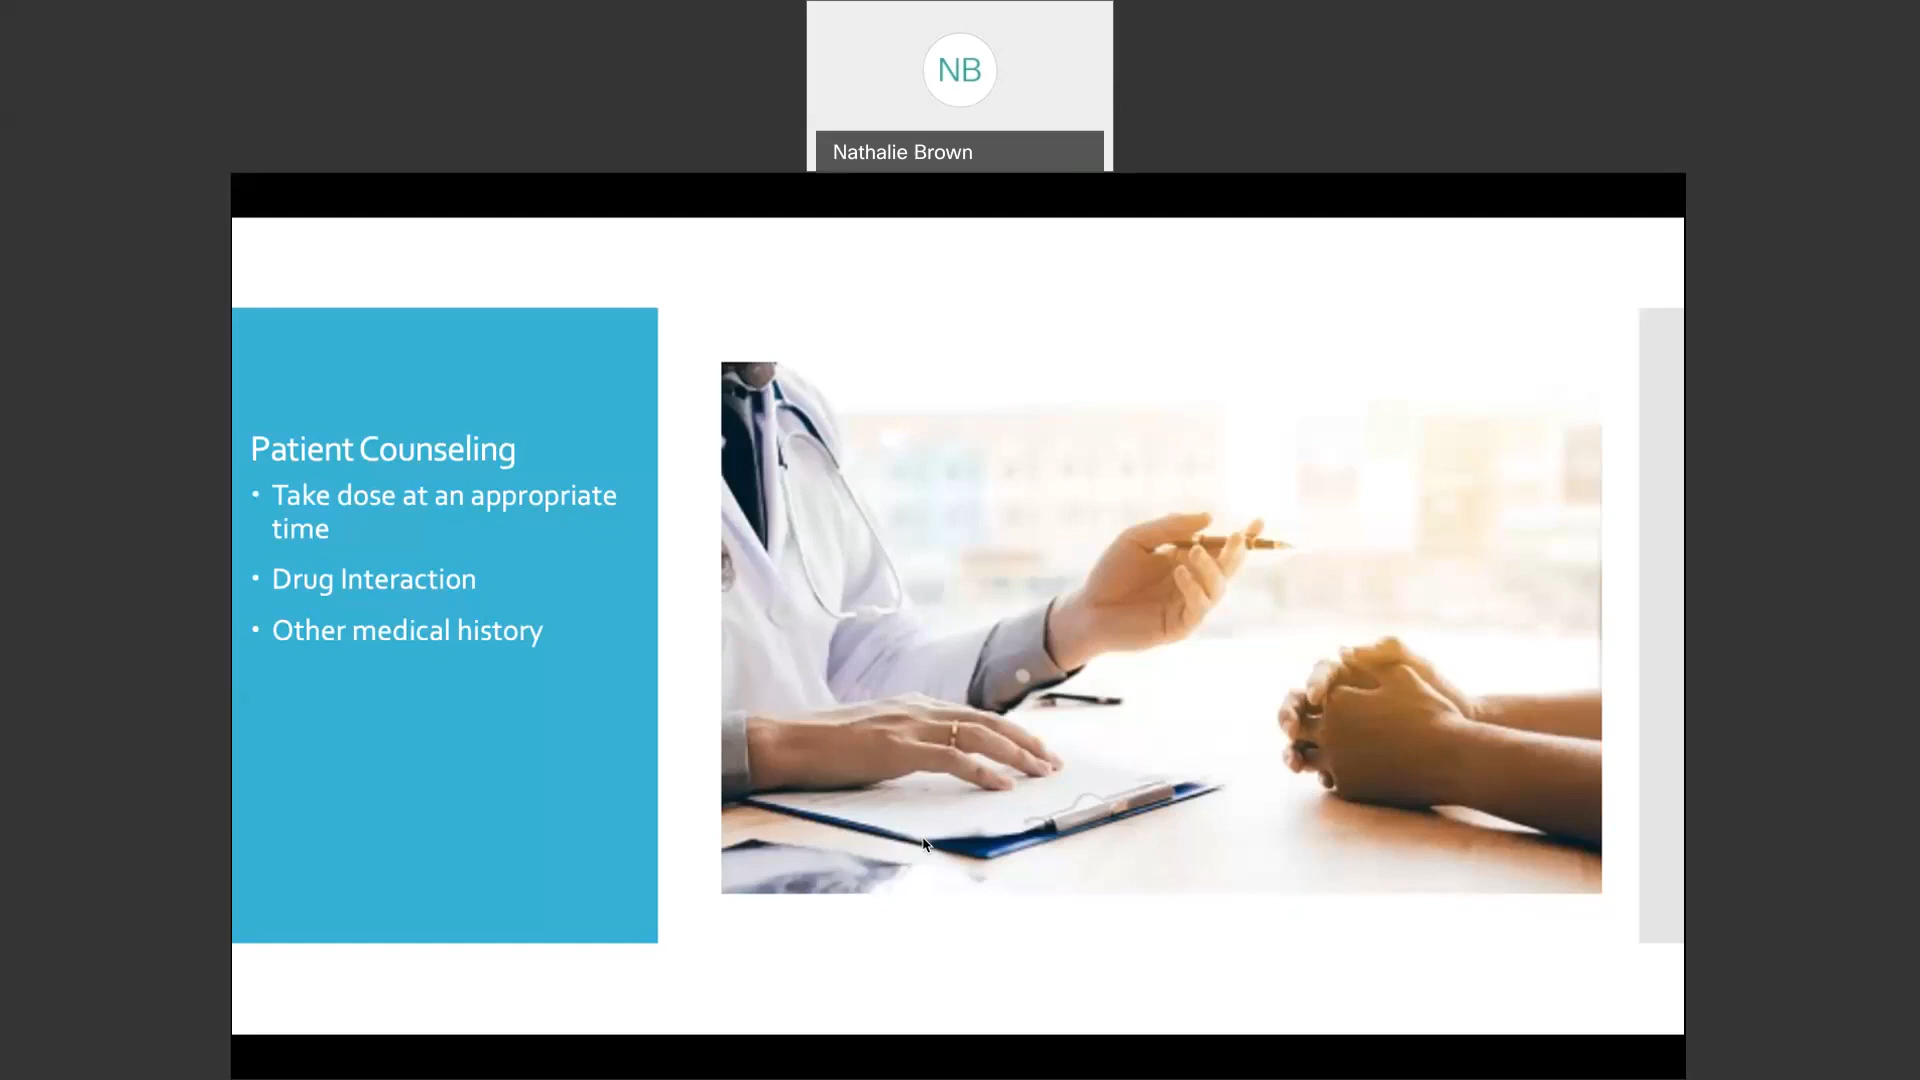 NB
Nathalie Brown
Patient Counseling
• Take dose at an appropriate
time
• Drug Interaction
• Other medical history